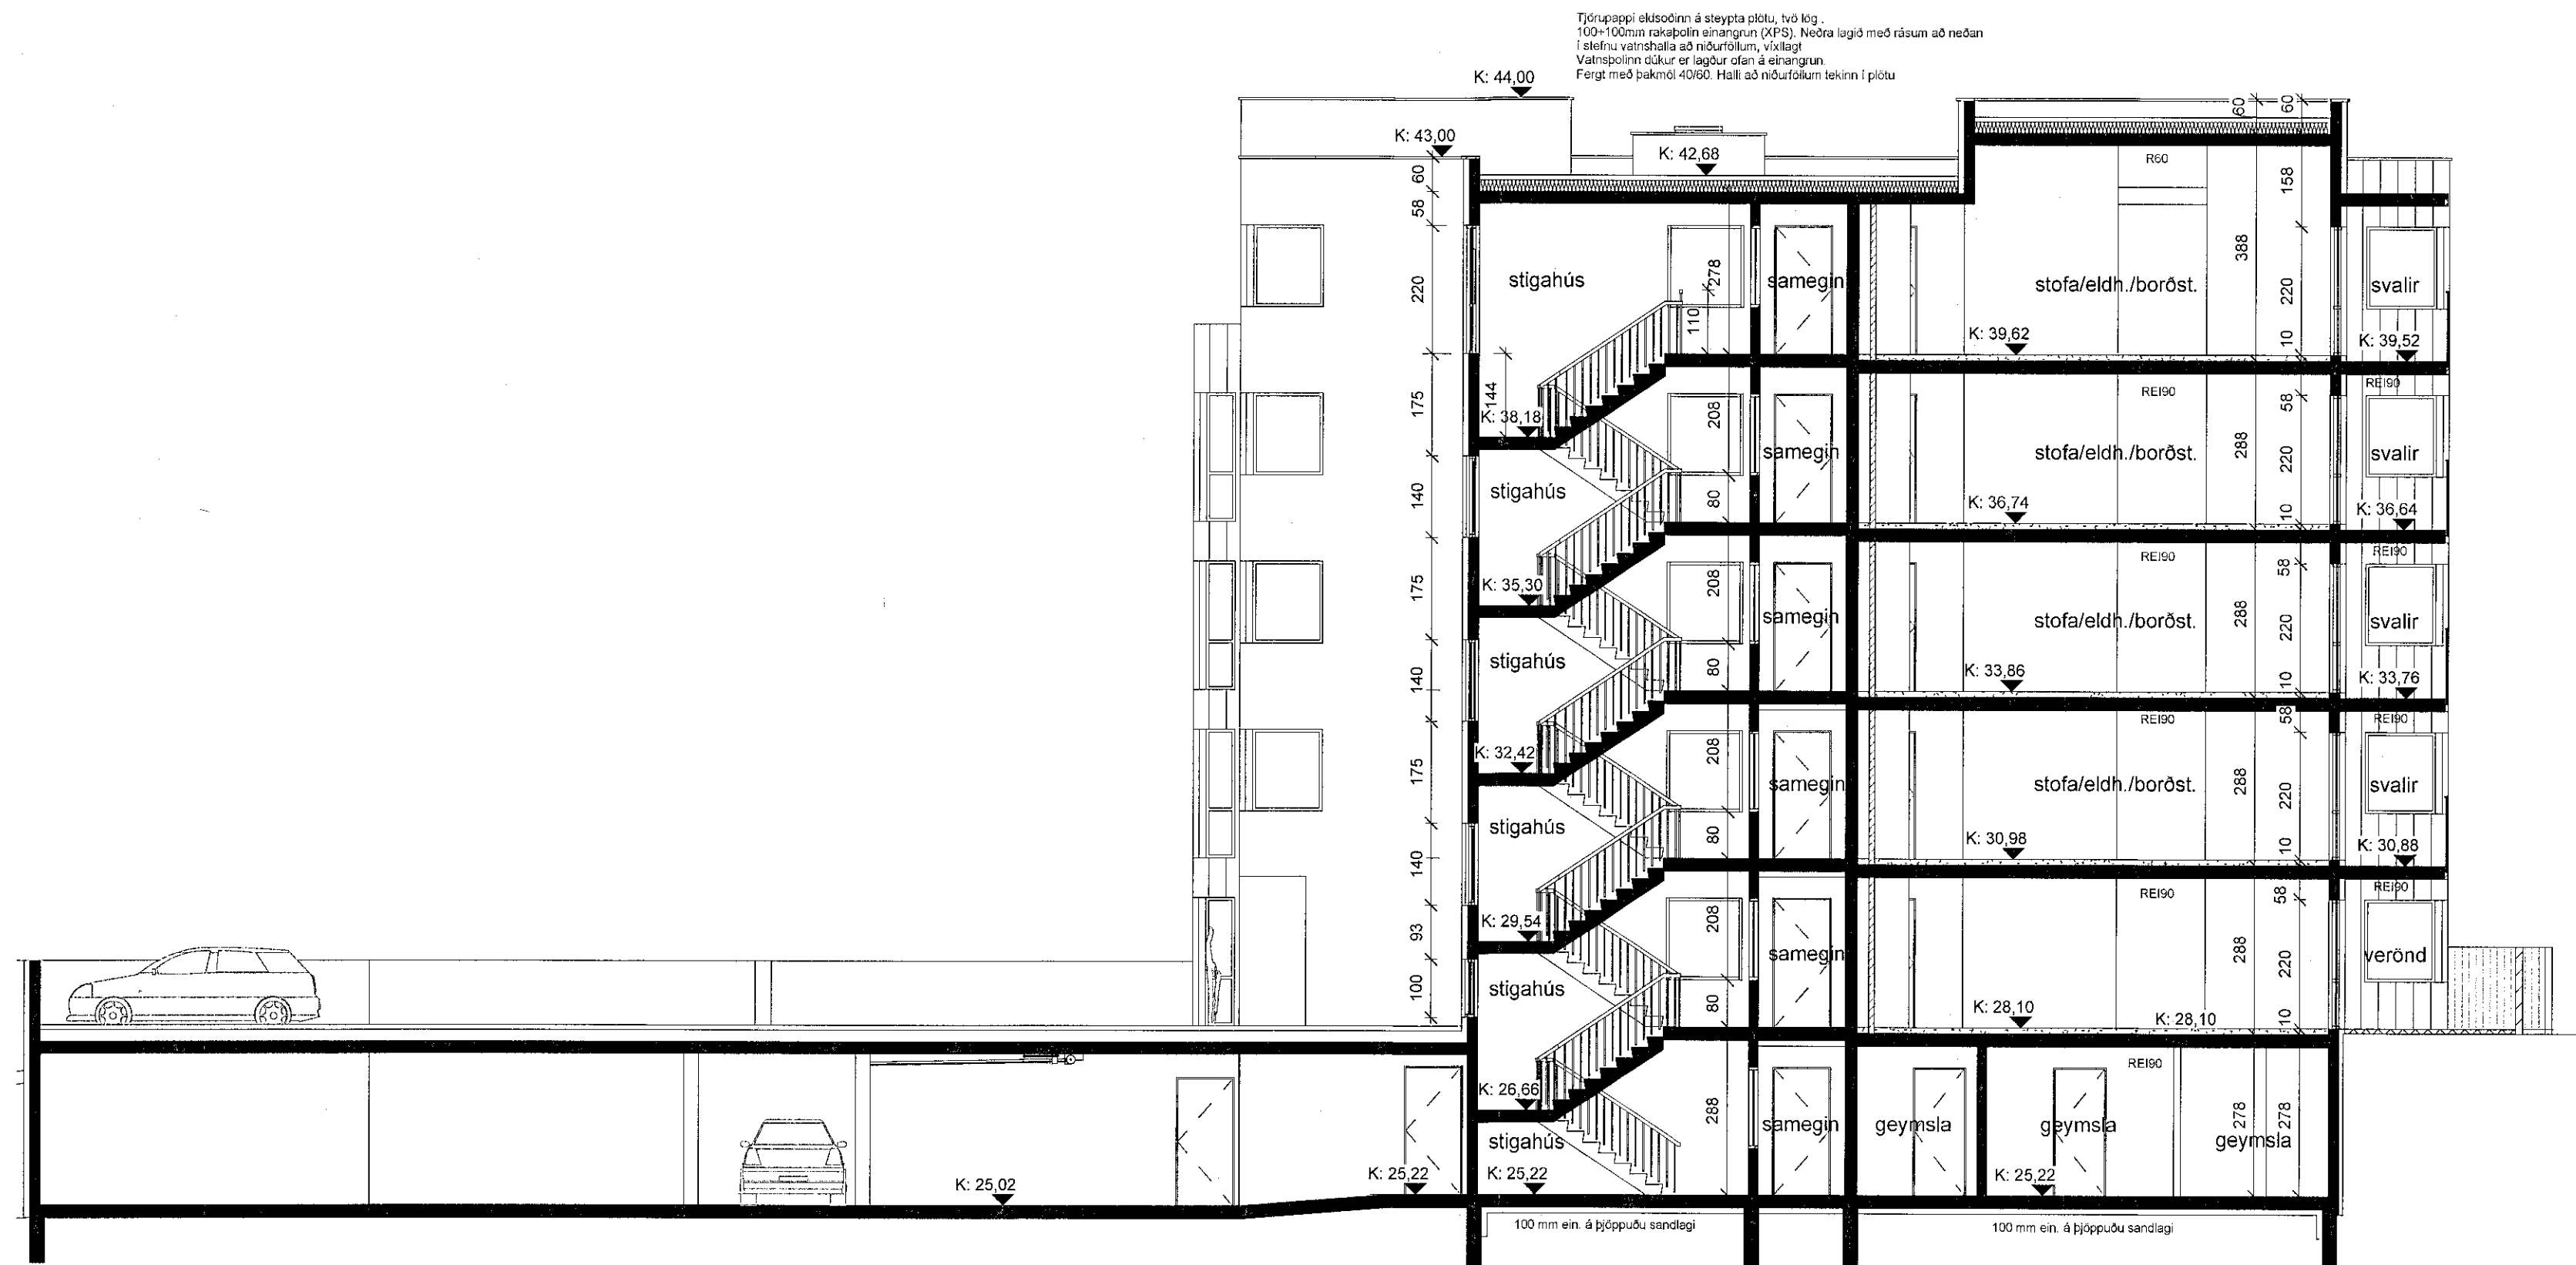 Tjörupappi eldsoðinn á steypta plötu, tvö lög .
100+100mm rakaþolin einangrun (XPS). Neðra lagið með rásum að neðan
í stefnu vatnshalla að niðurföllum, víxllagt
Vatnsþolinn dúkur er lagður ofan á einangrun.
Fergt með þakmöl 40/60. Halli að niðurföllum tekinn í plötu
K: 44,00
K: 43,00
K: 42,68
60
60
60
58
R60
158
220
stigahús
278
110
samegin
stofa/eldh./borðst.
388
220
10
svalir
K: 39,62
K: 39,52
175
144
K: 38,18
208
samegin
REI90
stofa/eldh./borðst.
288
58
220
10
REI90
svalir
140
stigahús
80
K: 36,74
K: 36,64
175
K: 35,30
208
samegin
REI90
stofa/eldh./borðst.
288
58
220
10
REI90
svalir
140
stigahús
80
K: 33,86
K: 33,76
175
K: 32,42
208
samegin
REI90
stofa/eldh./borðst.
288
58
220
10
REI90
svalir
140
stigahús
80
K: 30,98
K: 30,88
93
K: 29,54
208
samegin
REI90
288
58
220
10
REI90
verönd
100
stigahús
80
K: 28,10
K: 28,10
K: 26,66
288
samegin
REI90
geymsla
geymsla
278
278
geymsla
stigahús
K: 25,02
K: 25,22
K: 25,22
K: 25,22
100 mm ein. á þjöppuðu sandlagi
100 mm ein. á þjöppuðu sandlagi